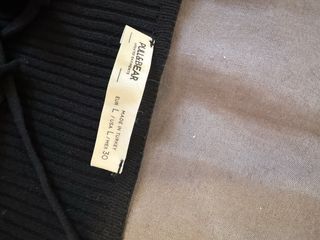 PULL&BEAR
MADE IN TURKEY
EUR L / USA L / MEX 30